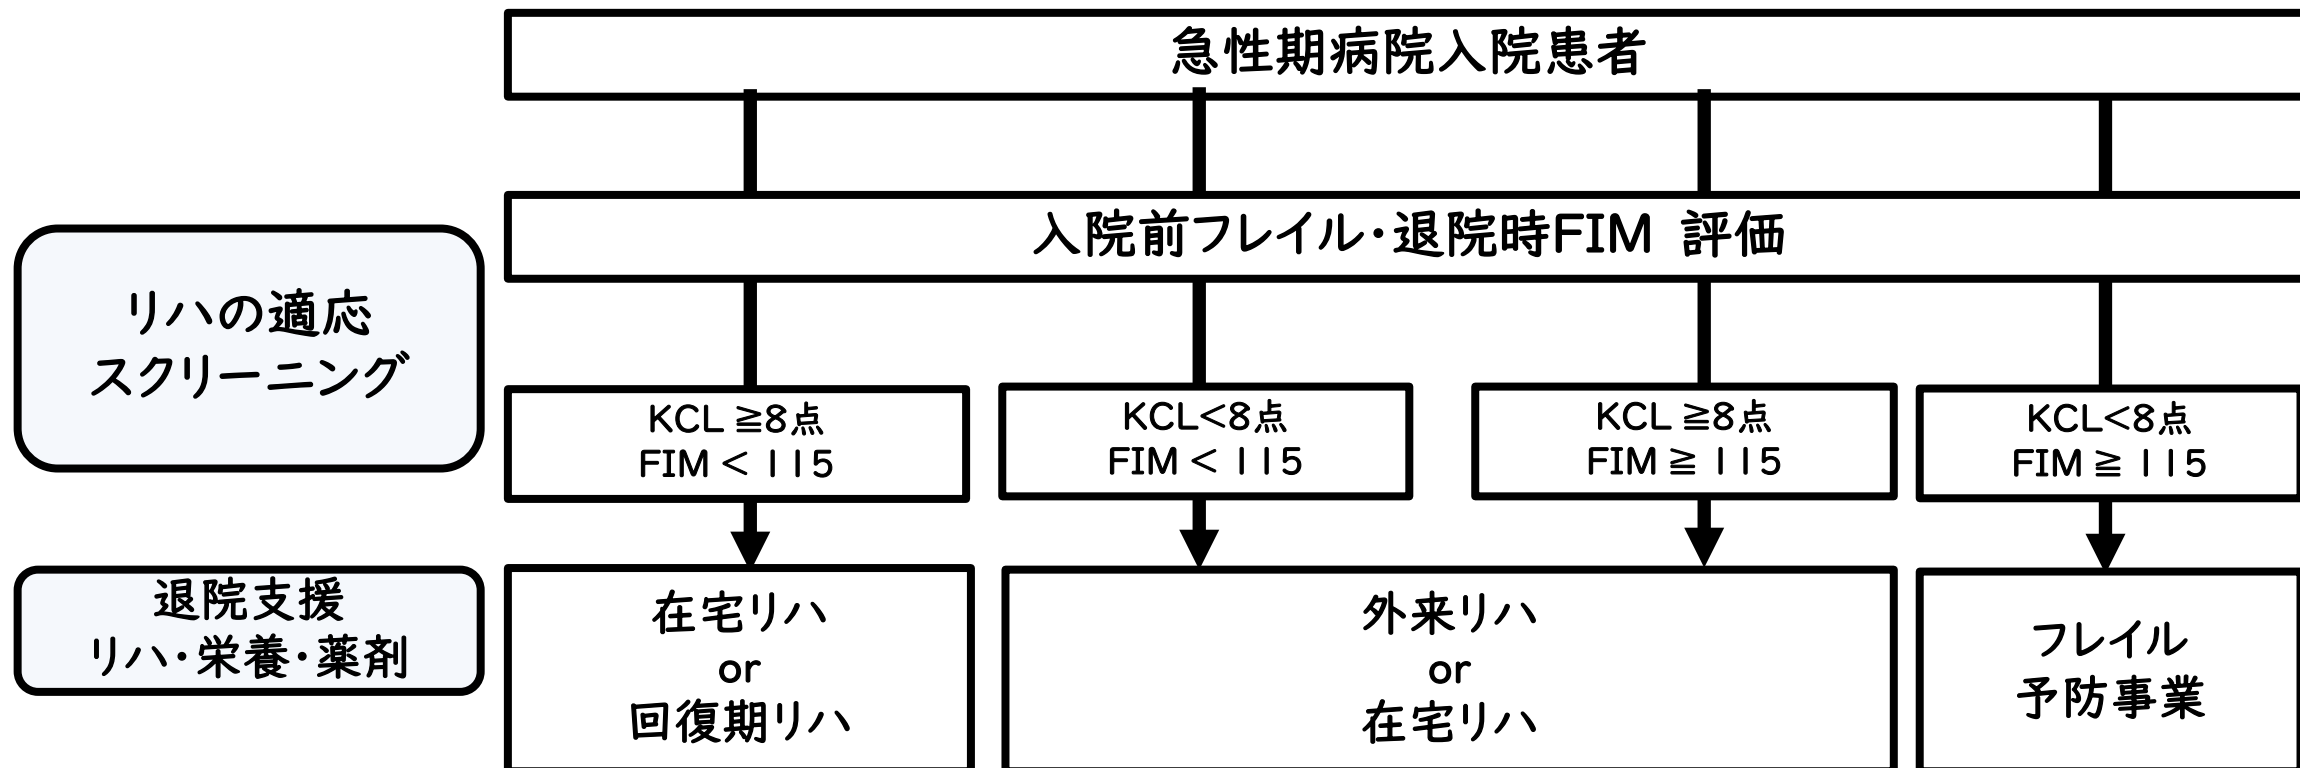 急性期病院入院患者
入院前フレイル・退院時FIM 評価
リハの適応
スクリーニング
KCL ≧8点
FIM < 115
KCL<8点
FIM < 115
KCL ≧8点
FIM ≧ 115
KCL<8点
FIM ≧ 115
退院支援
リハ・栄養・薬剤
在宅リハ
or
回復期リハ
外来リハ
or
在宅リハ
フレイル
予防事業